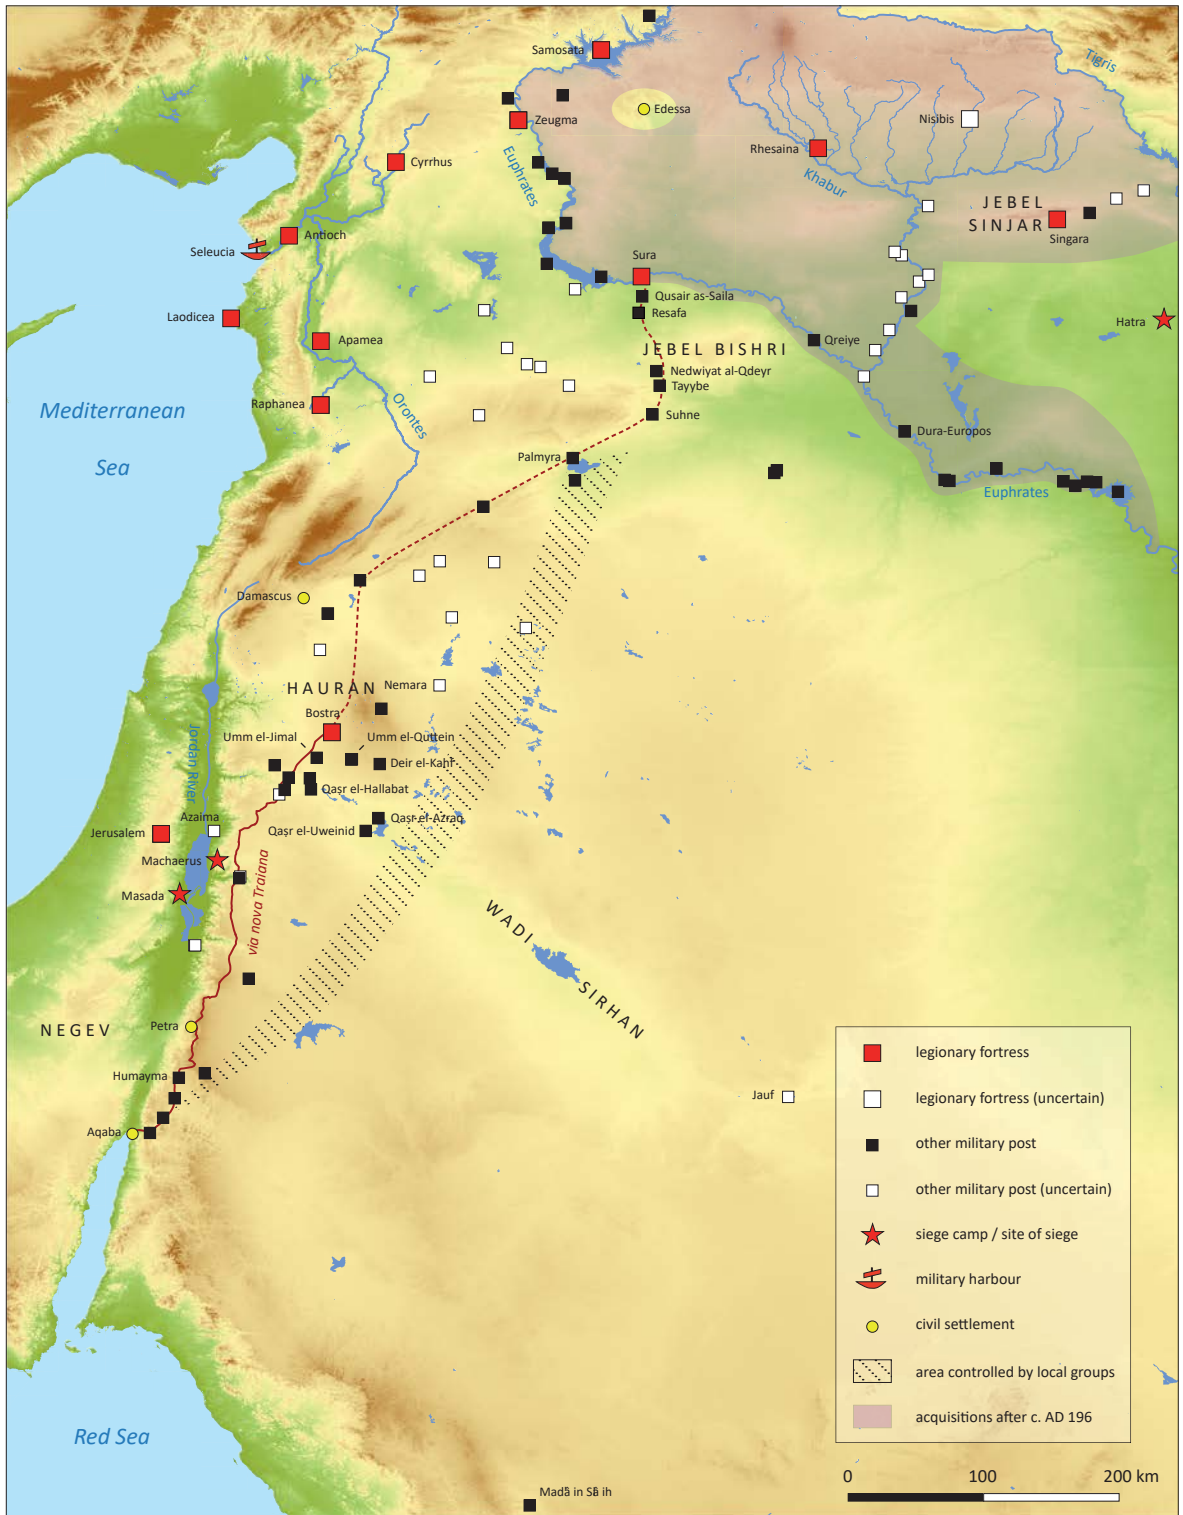 Samosata
Tigris
Edessa
Zeugma
Nisibis
Rhesaina
Cyrrhus
Euphrates
Khabur
JEBEL
SINJAR
Singara
Antioch
Seleucia
Sura
Qusair as-Saila
Resafa
Laodicea
Hatra
Apamea
Qreiye
JEBEL BISHRI
Nedwiyat al-Qdeyr
Tayybe
Raphanea
Orontes
Suhne
Mediterranean
Sea
Dura-Europos
Palmyra
Euphrates
Damascus
HAURAN
Nemara
Bostra
Umm el-Jimal
Umm el-Quttein
Deir el-Kahf
Jordan River
Qaṣr el-Hallabat
Azaima
Qaṣr el-Azraq
Jerusalem
Qaṣr el-Uweinid
Machaerus
Masada
via nova Traiana
WADI
SIRHAN
NEGEV
Petra
Humayma
Jauf
Aqaba
legionary fortress
legionary fortress (uncertain)
other military post
other military post (uncertain)
siege camp / site of siege
military harbour
civil settlement
area controlled by local groups
acquisitions after c. AD 196
Red Sea
0 100 200 km